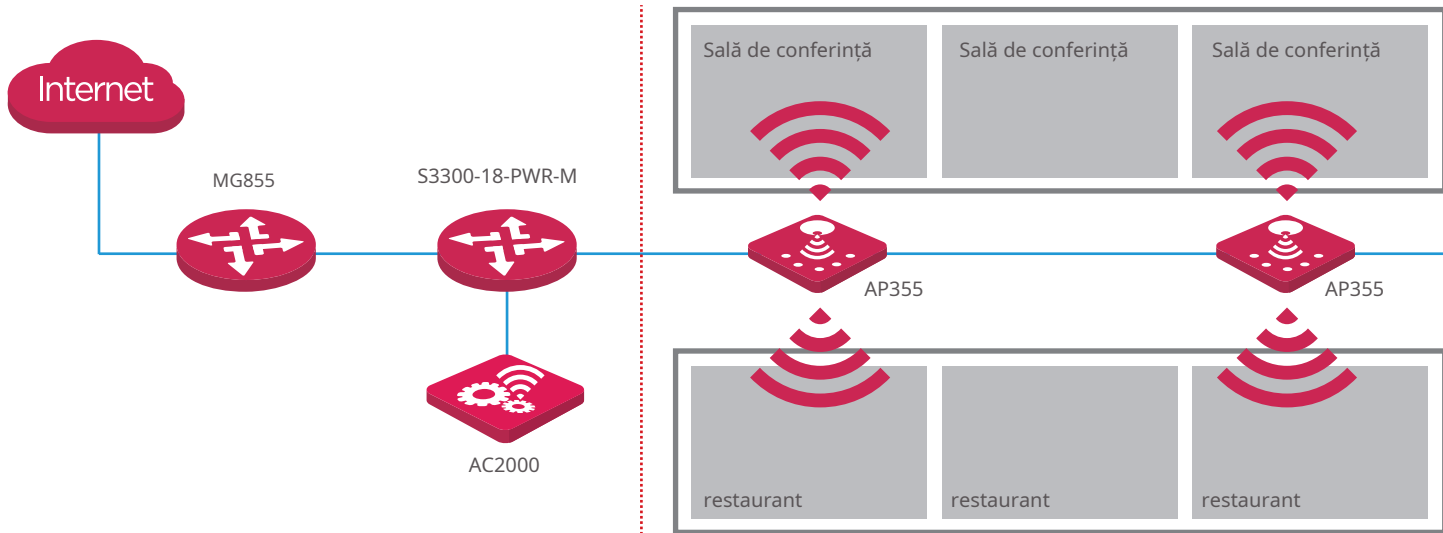 Sală de conferință
Sală de conferință
Sală de conferință
Internet
MG855
S3300-18-PWR-M
AP355
AP355
AC2000
restaurant
restaurant
restaurant